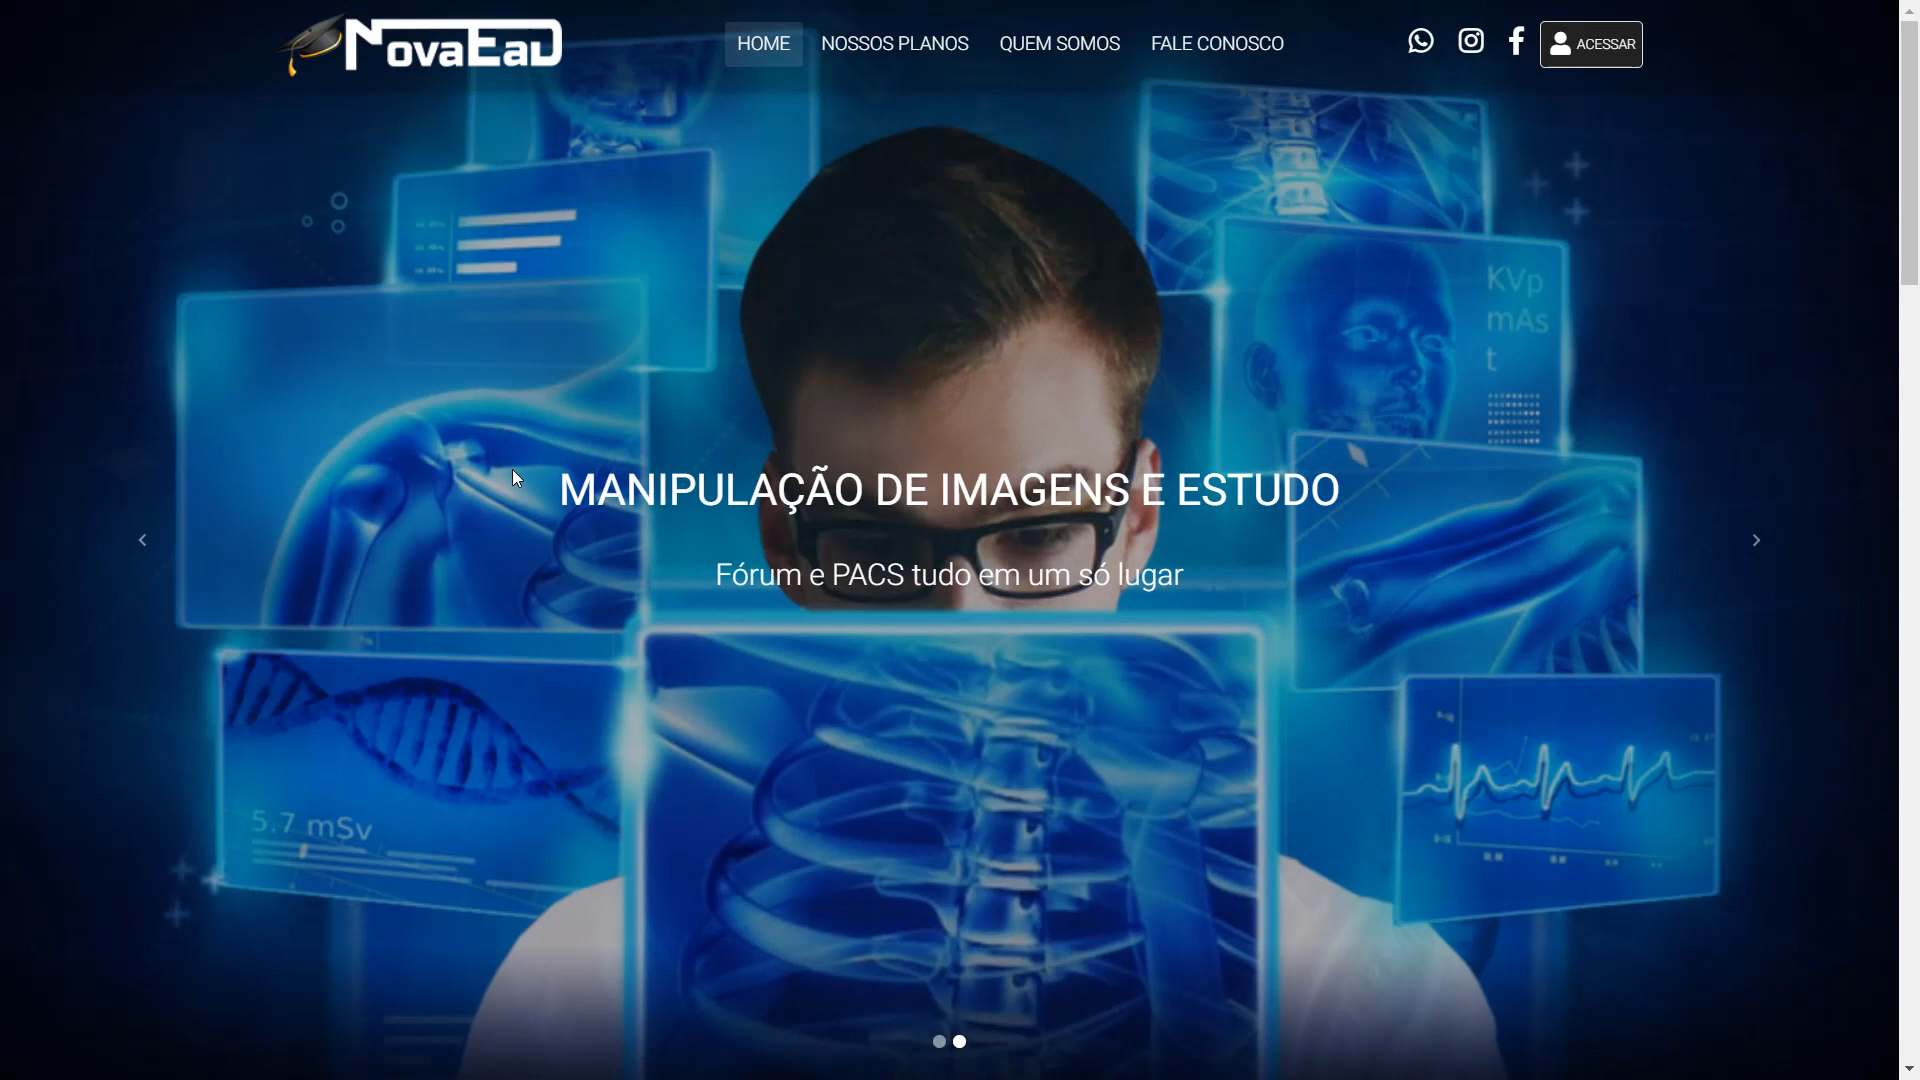 NovaEaD
HOME
NOSSOS PLANOS
QUEM SOMOS
FALE CONOSCO
ACESSAR
KVp
mAs
t
MANIPULAÇÃO DE IMAGENS E ESTUDO
Fórum e PACS tudo em um só lugar
5.7 mSv